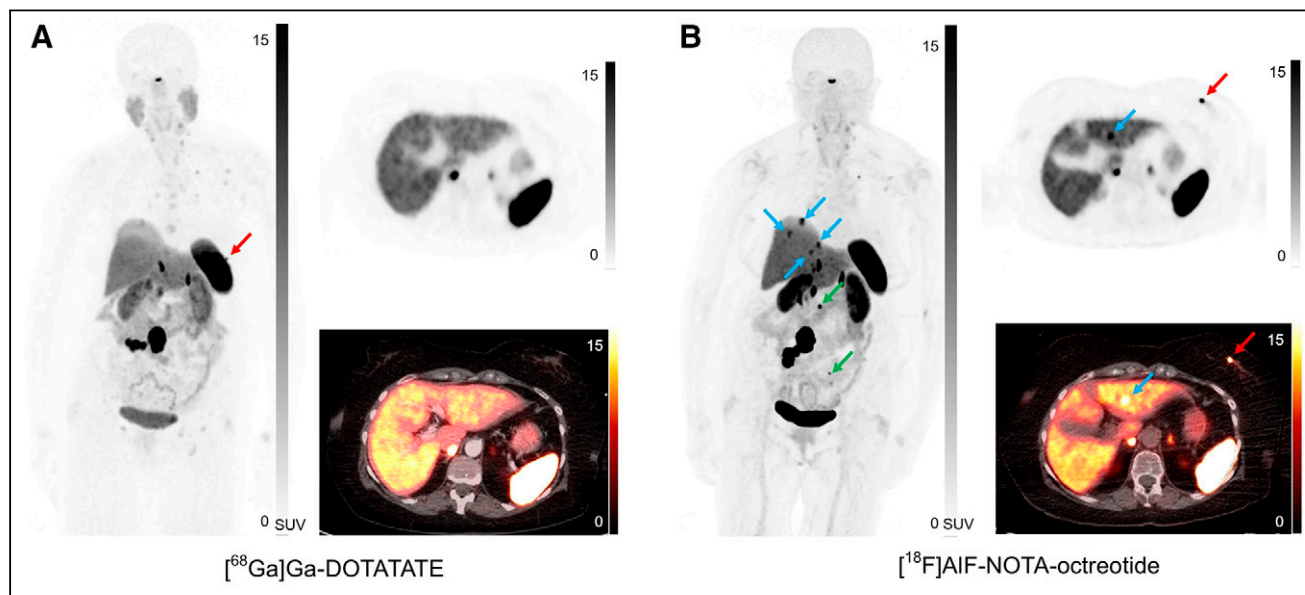 A
15
0 SUV
15
0
15
0
[⁶⁸Ga]Ga-DOTATATE
B
15
0 SUV
15
0
15
0
[¹⁸F]AlF-NOTA-octreotide